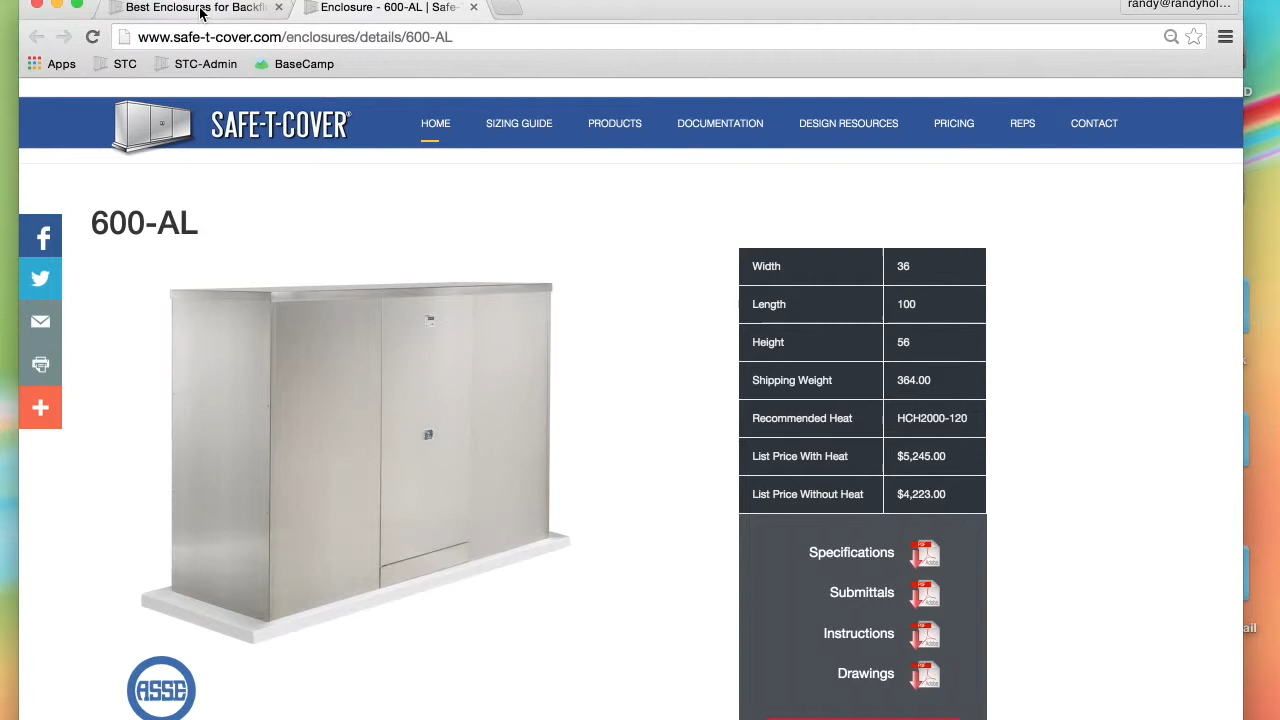 Best Enclosures for Backfl
Enclosure - 600-AL | Safe-
randy@randyhol...
www.safe-t-cover.com/enclosures/details/600-AL
Apps STC STC-Admin BaseCamp
SAFE-T-COVER®
HOME SIZING GUIDE PRODUCTS DOCUMENTATION DESIGN RESOURCES PRICING REPS CONTACT
600-AL
Width 36
Length 100
Height 56
Shipping Weight 364.00
Recommended Heat HCH2000-120
List Price With Heat $5,245.00
List Price Without Heat $4,223.00
Specifications
Submittals
Instructions
Drawings
ASSE